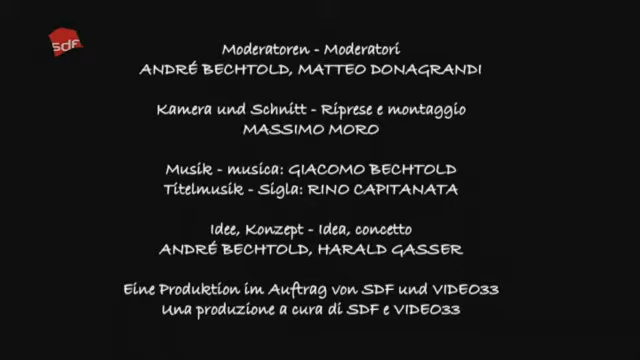 sdf
Moderatoren - Moderatori
ANDRÉ BECHTOLD, MATTEO DONAGRANDI
Kamera und Schnitt - Riprese e montaggio
MASSIMO MORO
Musik - musica: GIACOMO BECHTOLD
Titelmusik - Sigla: RINO CAPITANATA
Idee, Konzept - Idea, concetto
ANDRÉ BECHTOLD, HARALD GASSER
Eine Produktion im Auftrag von SDF und VIDEO33
Una produzione a cura di SDF e VIDEO33